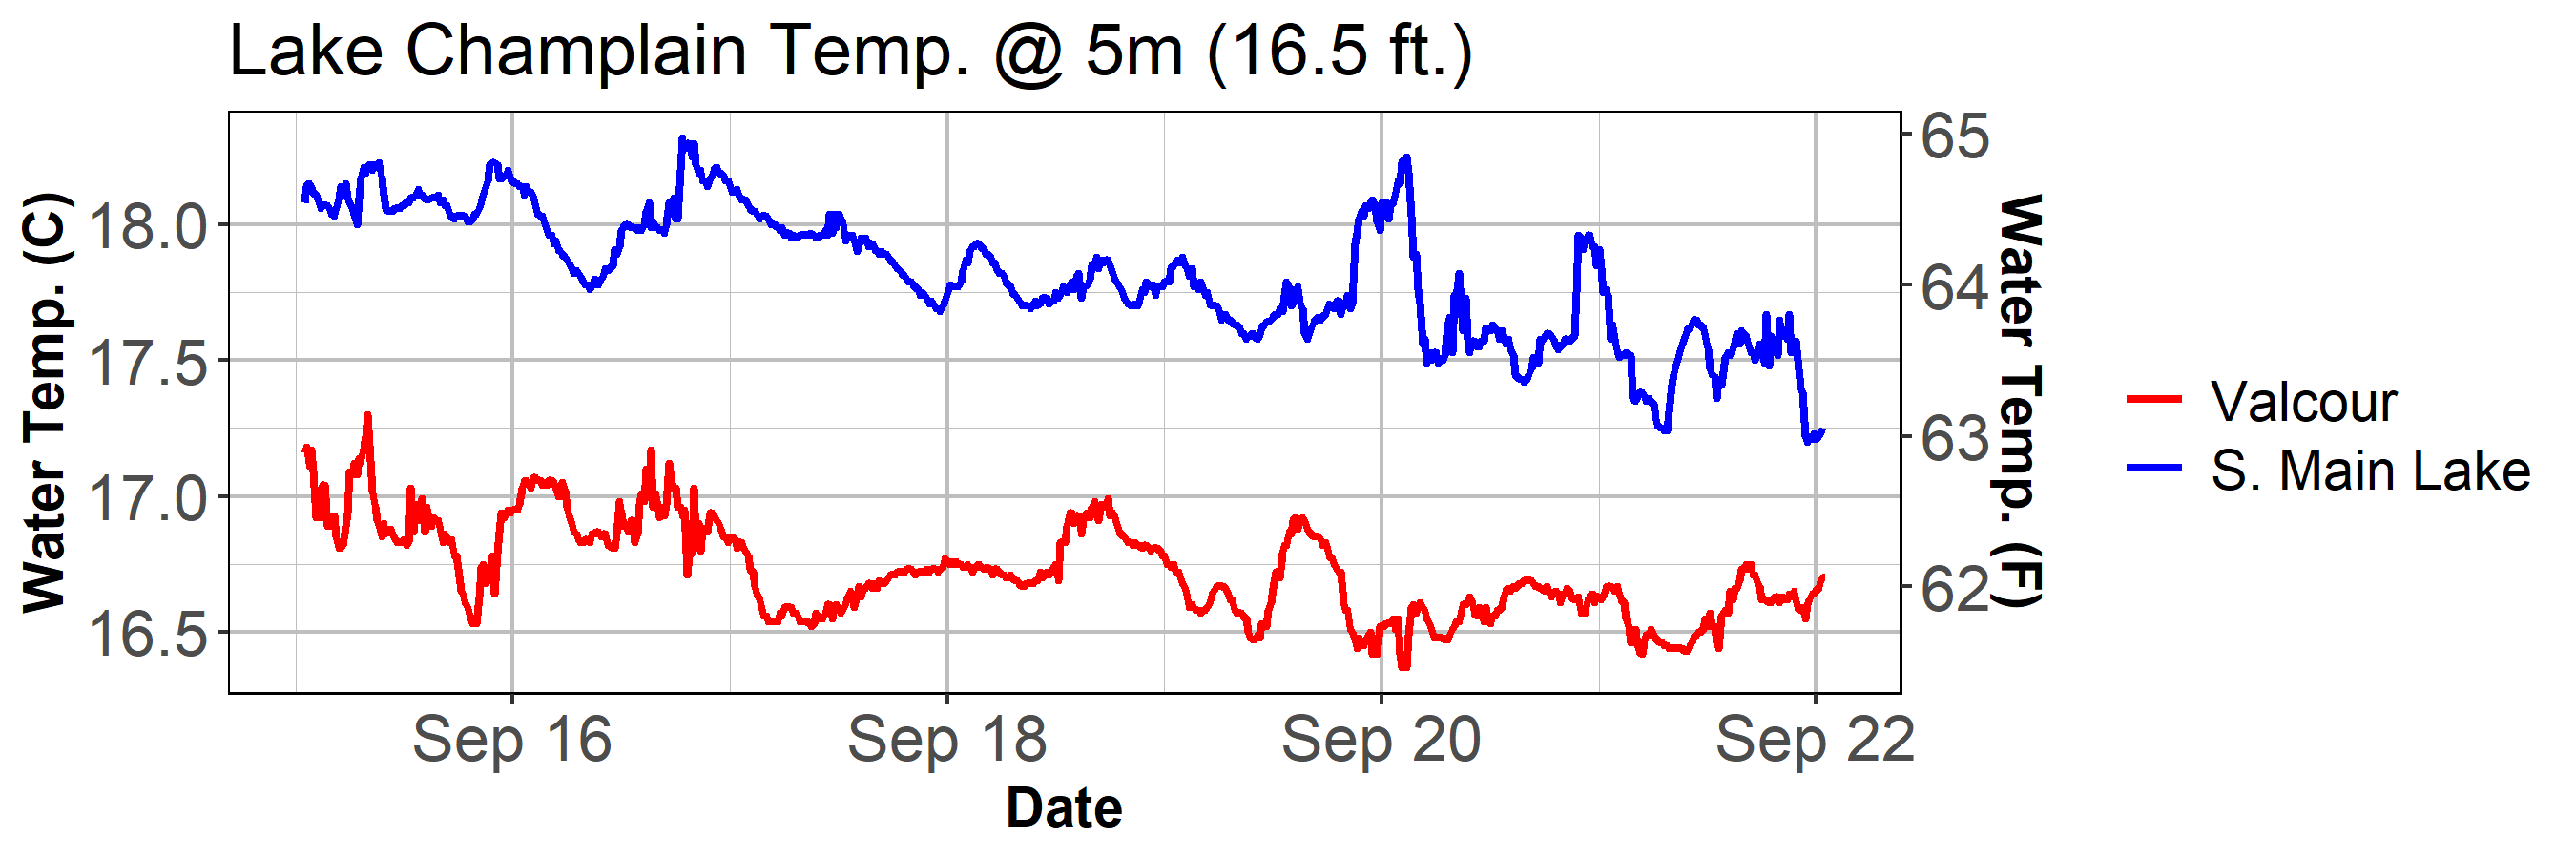 Lake Champlain Temp. @ 5m (16.5 ft.)
Water Temp. (C)
18.0
17.5
17.0
16.5
65
64
63
62
Water Temp. (F)
Sep 16
Sep 18
Sep 20
Sep 22
Date
Valcour
S. Main Lake